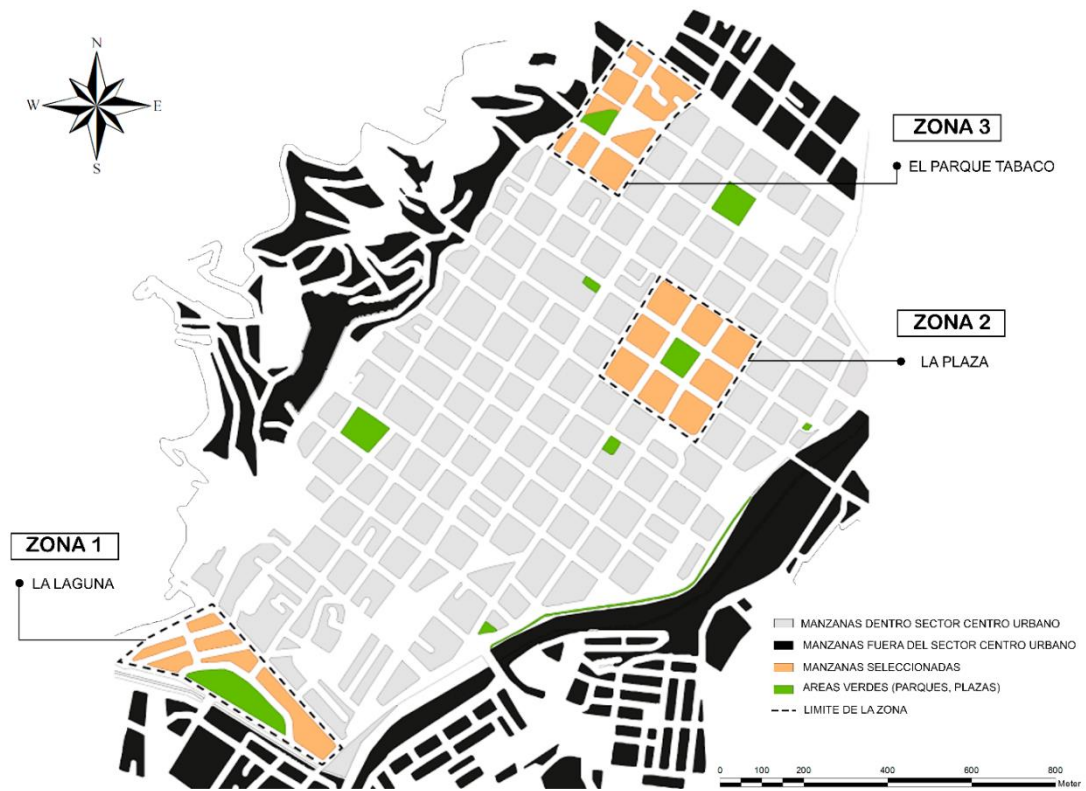 N
W E
S
ZONA 3
EL PARQUE TABACO
ZONA 2
LA PLAZA
ZONA 1
LA LAGUNA
MANZANAS DENTRO SECTOR CENTRO URBANO
MANZANAS FUERA DEL SECTOR CENTRO URBANO
MANZANAS SELECCIONADAS
AREAS VERDES (PARQUES, PLAZAS)
LIMITE DE LA ZONA
0 100 200 400 600 800
Meter